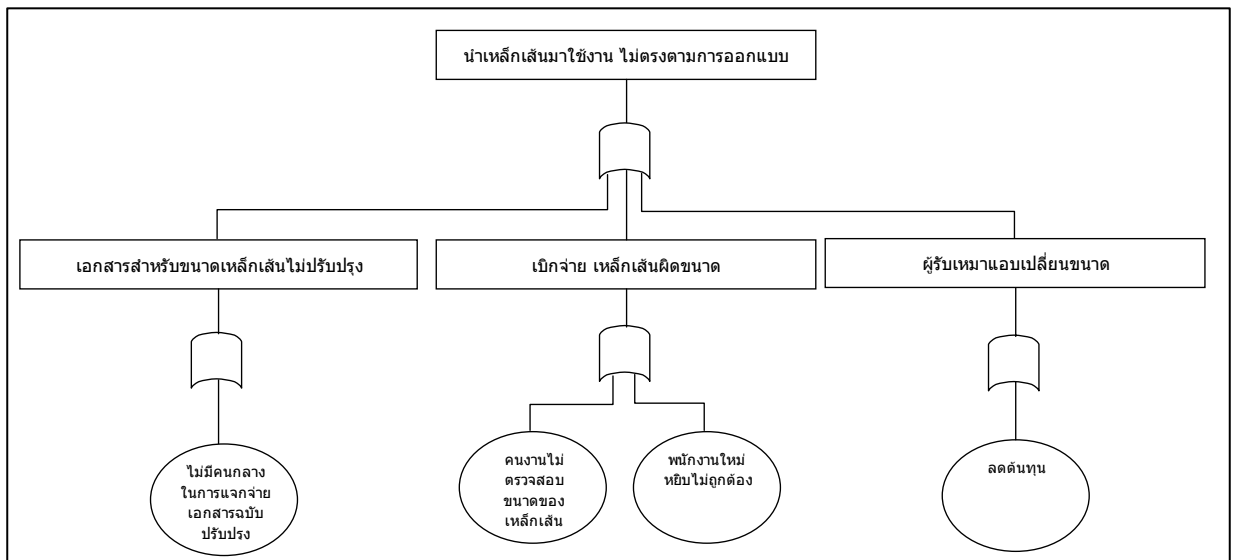 นำเหล็กเส้นมาใช้งาน ไม่ตรงตามการออกแบบ
เอกสารสำหรับขนาดเหล็กเส้นไม่ปรับปรุง
เบิกจ่าย เหล็กเส้นผิดขนาด
ผู้รับเหมาแอบเปลี่ยนขนาด
ไม่มีคนกลาง
ในการแจกจ่าย
เอกสารฉบับ
ปรับปรุง
คนงานไม่
ตรวจสอบ
ขนาดของ
เหล็กเส้น
พนักงานใหม่
หยิบไม่ถูกต้อง
ลดต้นทุน